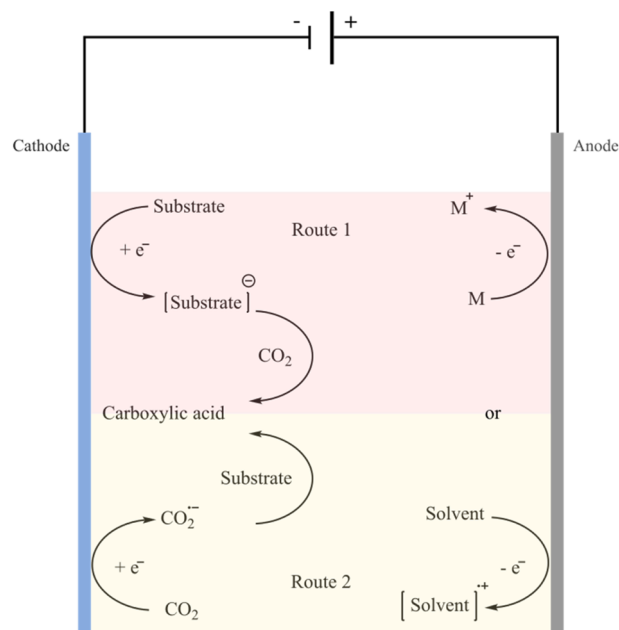 - +
Cathode Anode
Substrate M⁺
Route 1
+ e⁻ - e⁻
[Substrate]⊖ M
CO₂
Carboxylic acid or
Substrate
CO₂•⁻ Solvent
+ e⁻ - e⁻
Route 2
CO₂ [Solvent]•⁺